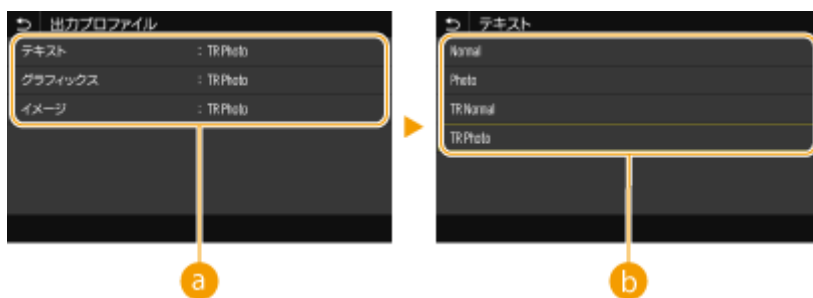 出力プロファイル
テキスト : TR Photo
グラフィックス : TR Photo
イメージ : TR Photo
a
テキスト
Normal
Photo
TR Normal
TR Photo
b